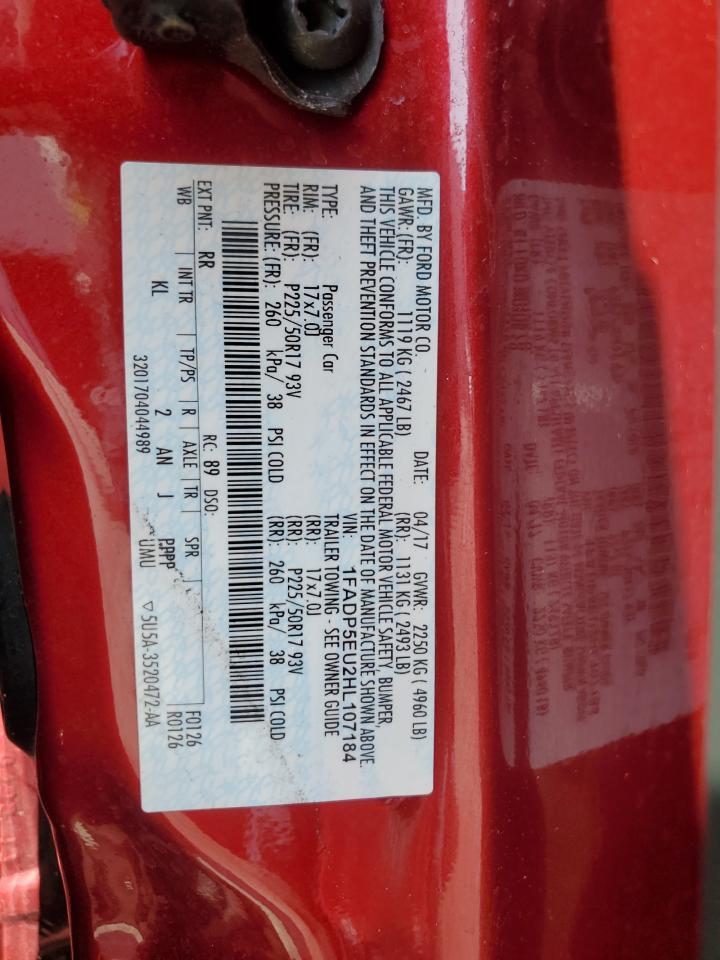 MFD. BY FORD MOTOR CO.
DATE: 04/17 GVWR: 2250 KG ( 4960 LB)
GAWR: (FR): 1119 KG ( 2467 LB) (RR): 1131 KG ( 2493 LB)
THIS VEHICLE CONFORMS TO ALL APPLICABLE FEDERAL MOTOR VEHICLE SAFETY, BUMPER,
AND THEFT PREVENTION STANDARDS IN EFFECT ON THE DATE OF MANUFACTURE SHOWN ABOVE.
VIN: 1FADP5EU2HL107184
TYPE: Passenger Car TRAILER TOWING - SEE OWNER GUIDE
RIM: (FR): 17x7.0J (RR): 17x7.0J
TIRE: (FR): P225/50R17 93V (RR): P225/50R17 93V
PRESSURE: (FR): 260 kPa/ 38 PSI COLD (RR): 260 kPa/ 38 PSI COLD
EXT PNT: RR RC: 89 DSO: F0126
WB INT TR TP/PS R AXLE TR SPR R0126
KL 2 AN J PPPP
UMU
3201704044989 ▽ 5U5A-3520472-AA